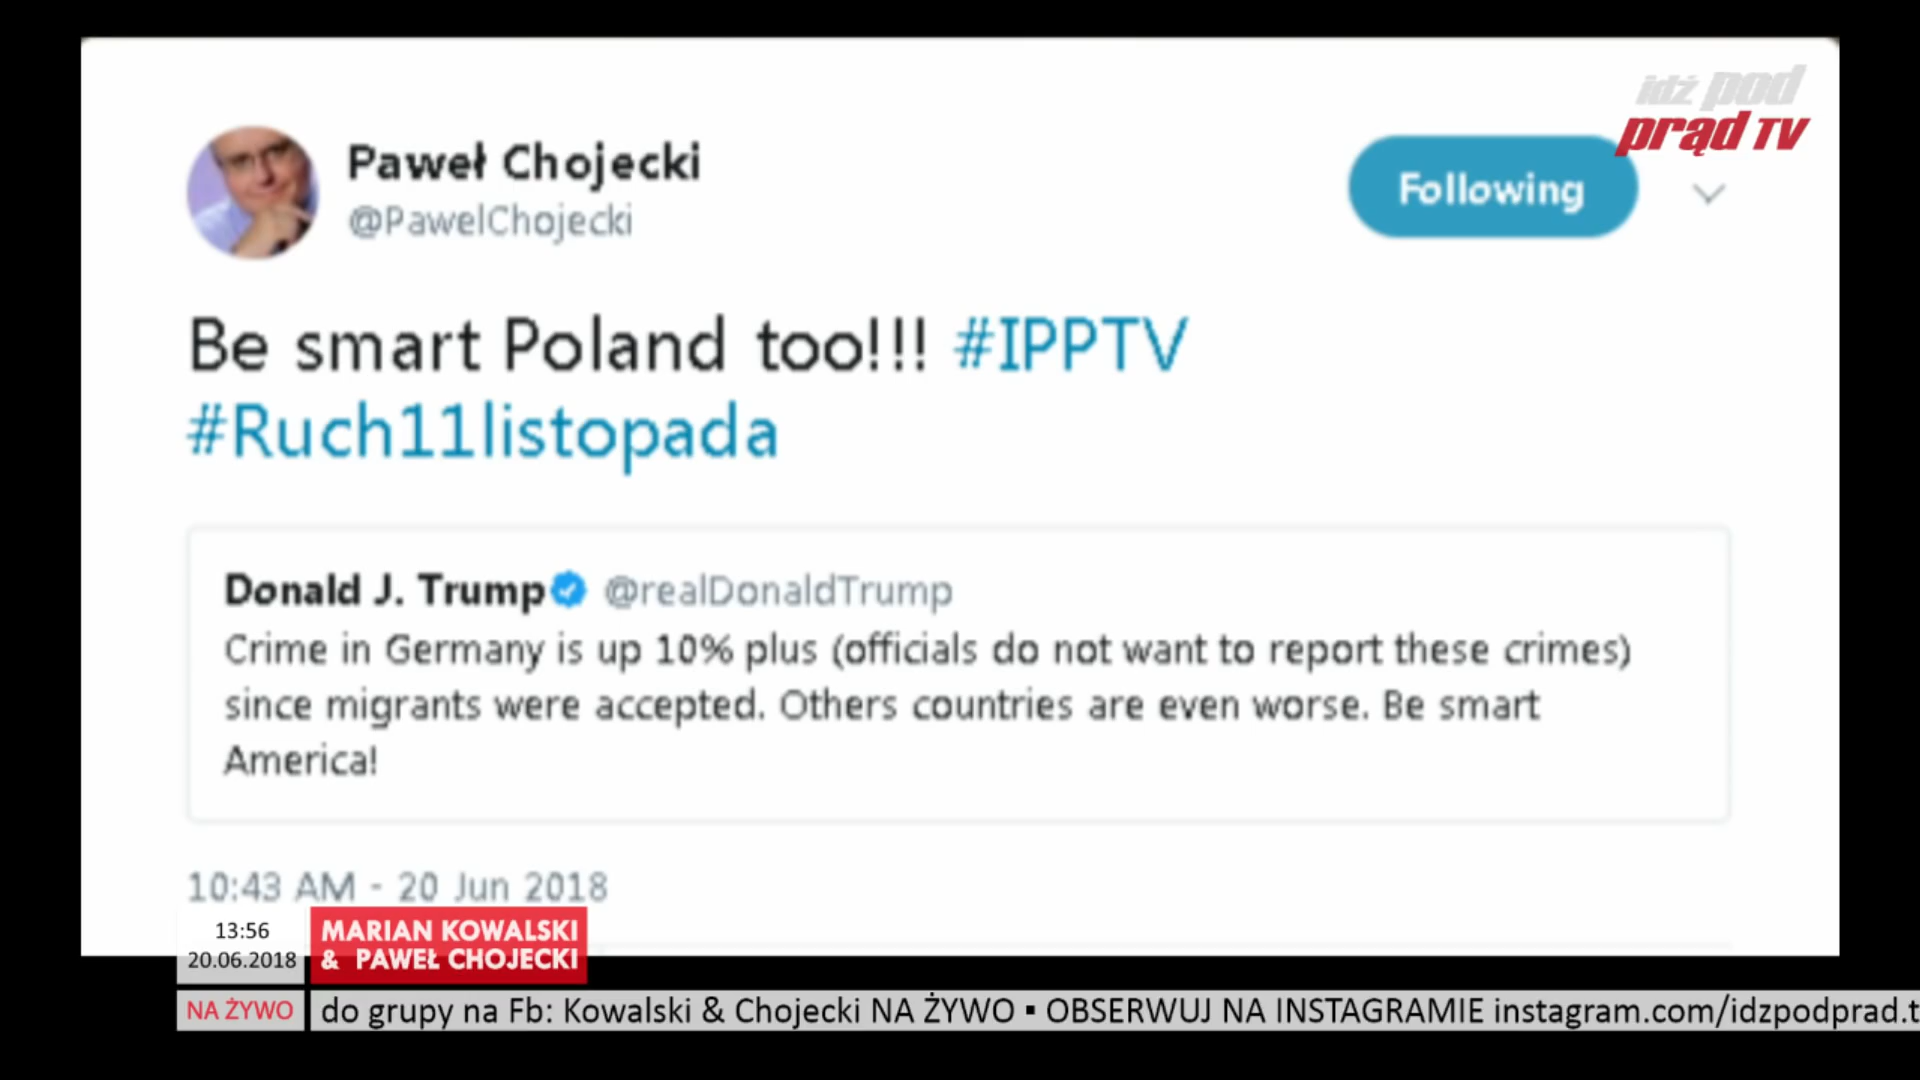 idź pod
prąd TV
Paweł Chojecki
@PawelChojecki
Following
Be smart Poland too!!! #IPPTV
#Ruch11listopada
Donald J. Trump @realDonaldTrump
Crime in Germany is up 10% plus (officials do not want to report these crimes)
since migrants were accepted. Others countries are even worse. Be smart
America!
10:43 AM - 20 Jun 2018
13:56
20.06.2018
MARIAN KOWALSKI
& PAWEŁ CHOJECKI
NA ŻYWO
do grupy na Fb: Kowalski & Chojecki NA ŻYWO ▪ OBSERWUJ NA INSTAGRAMIE instagram.com/idzpodprad.t